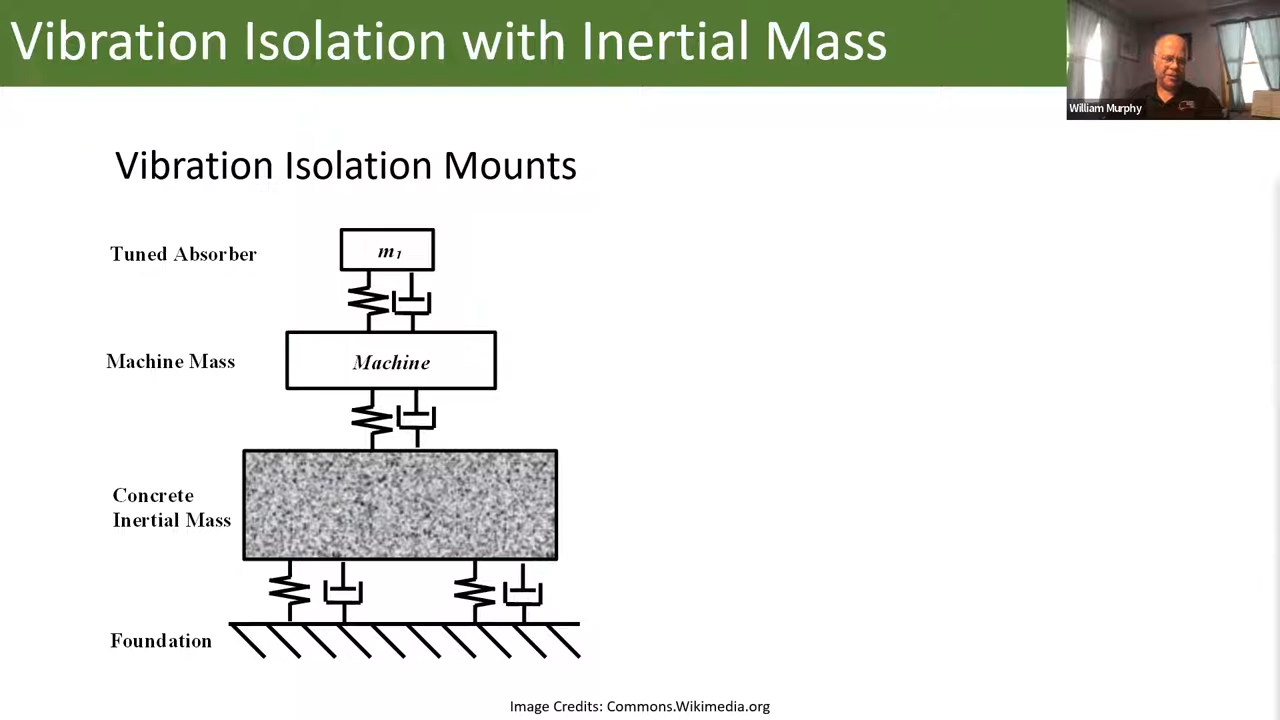 Vibration Isolation with Inertial Mass
William Murphy
Vibration Isolation Mounts
Tuned Absorber
m₁
Machine Mass
Machine
Concrete
Inertial Mass
Foundation
Image Credits: Commons.Wikimedia.org